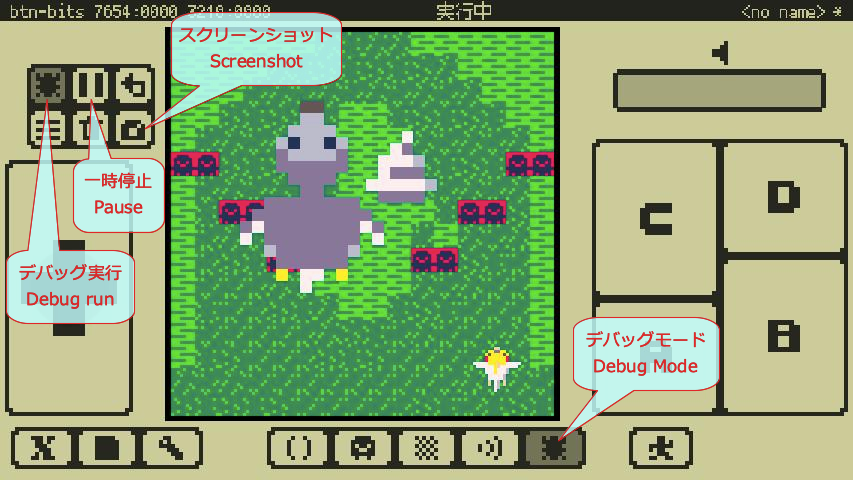 btn-bits 7654:0000 3210:0000 実行中 <no name> *
スクリーンショット
Screenshot
一時停止
Pause
デバッグ実行
Debug run
C
D
B
デバッグモード
Debug Mode
X
()